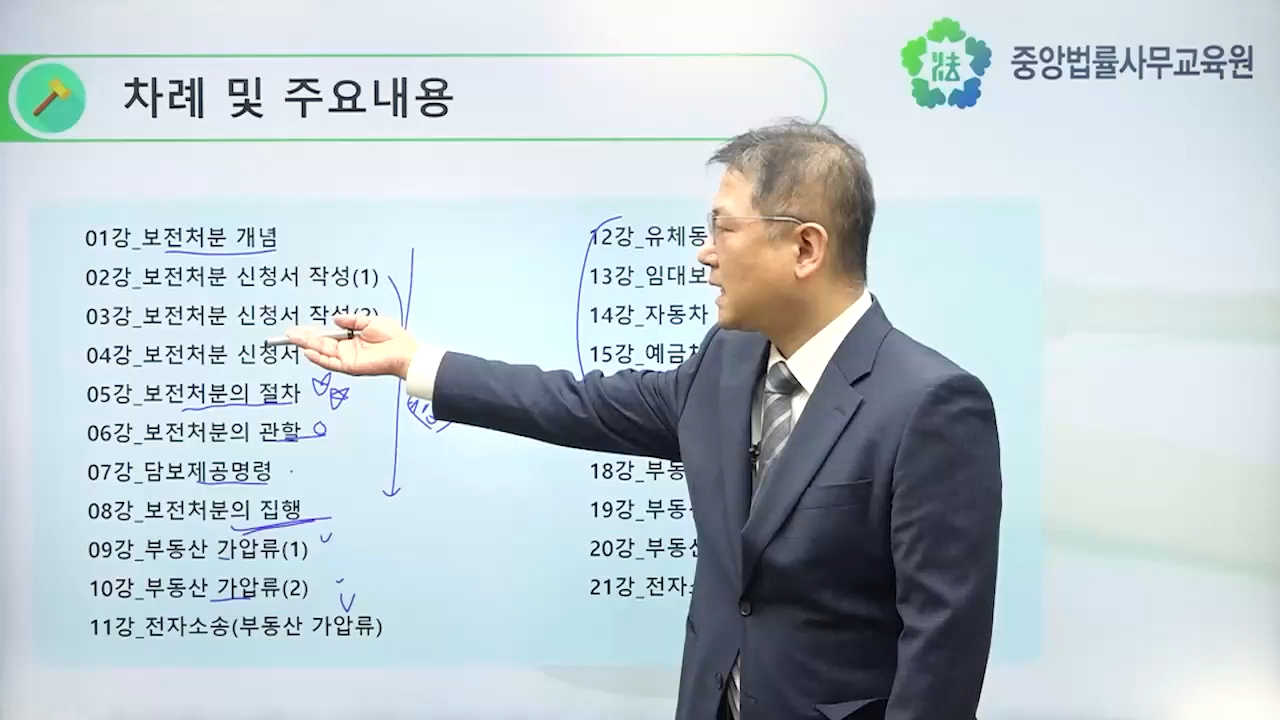 중앙법률사무교육원
차례 및 주요내용
01강_보전처분 개념
02강_보전처분 신청서 작성(1)
03강_보전처분 신청서 작성(2)
04강_보전처분 신청서
05강_보전처분의 절차
06강_보전처분의 관할
07강_담보제공명령
08강_보전처분의 집행
09강_부동산 가압류(1)
10강_부동산 가압류(2)
11강_전자소송(부동산 가압류)
12강_유체동
13강_임대보
14강_자동차
15강_예금
18강_부동
19강_부동
20강_부동
21강_전자